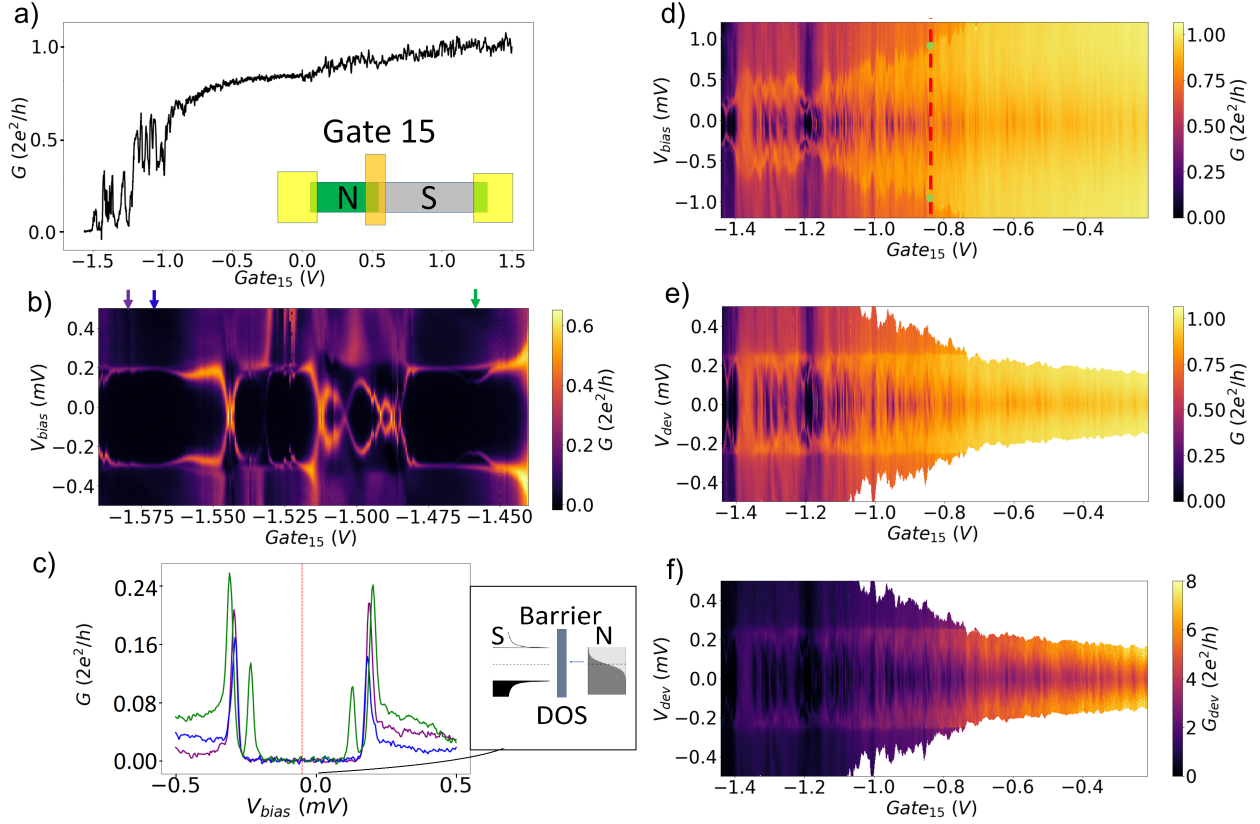 a)
G (2e²/h)
1.0
0.5
0.0
Gate 15
N S
−1.5 −1.0 −0.5 0.0 0.5 1.0 1.5
Gate₁₅ (V)
b)
V_bias (mV)
0.4
0.2
0.0
−0.2
−0.4
−1.575 −1.550 −1.525 −1.500 −1.475 −1.450
Gate₁₅ (V)
0.6
0.4
0.2
0.0
G (2e²/h)
c)
G (2e²/h)
0.24
0.16
0.08
0.00
−0.5 0.0 0.5
V_bias (mV)
Barrier
S N
DOS
d)
V_bias (mV)
1.0
0.5
0.0
−0.5
−1.0
−1.4 −1.2 −1.0 −0.8 −0.6 −0.4
Gate₁₅ (V)
1.00
0.75
0.50
0.25
0.00
G (2e²/h)
e)
V_dev (mV)
0.4
0.2
0.0
−0.2
−0.4
−1.4 −1.2 −1.0 −0.8 −0.6 −0.4
Gate₁₅ (V)
1.00
0.75
0.50
0.25
0.00
G (2e²/h)
f)
V_dev (mV)
0.4
0.2
0.0
−0.2
−0.4
−1.4 −1.2 −1.0 −0.8 −0.6 −0.4
Gate₁₅ (V)
8
6
4
2
0
G_dev (2e²/h)